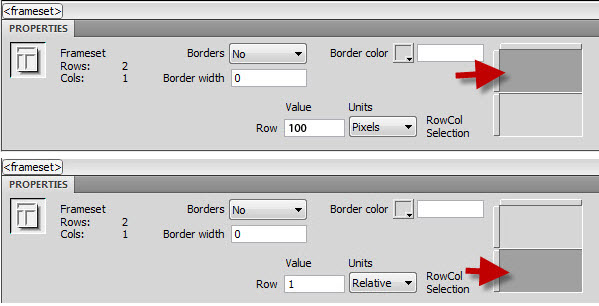 <frameset>
PROPERTIES
Frameset Borders No Border color
Rows: 2
Cols: 1 Border width 0
Value Units
Row 100 Pixels RowCol
Selection
<frameset>
PROPERTIES
Frameset Borders No Border color
Rows: 2
Cols: 1 Border width 0
Value Units
Row 1 Relative RowCol
Selection